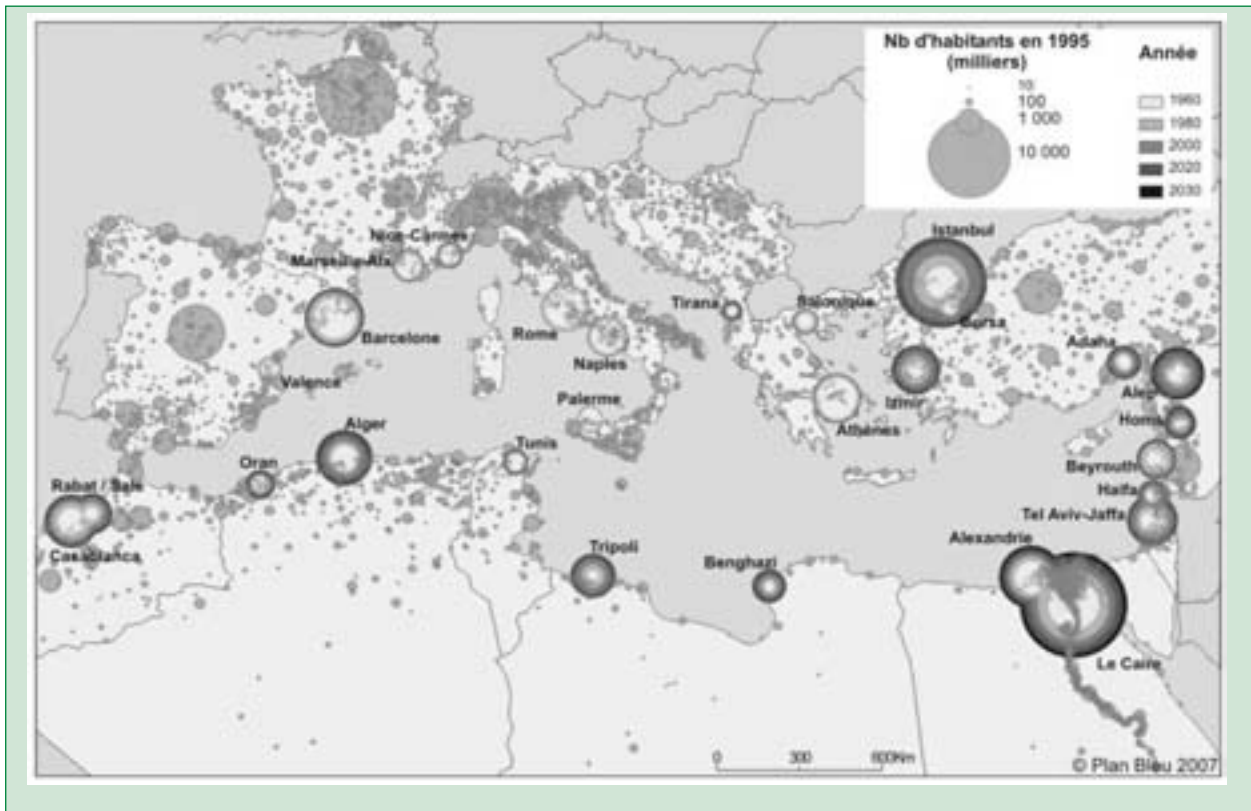 Nb d'habitants en 1995
(milliers)
10
100
1 000
10 000
Année
1960
1980
2000
2020
2030
Istanbul
Nice-Cannes
Marseille-Aix
Tirana
Salonique
Bursa
Barcelone
Rome
Naples
Adana
Alep
Valence
Palerme
Izmir
Athènes
Homs
Alger
Tunis
Oran
Beyrouth
Rabat / Sale
Haifa
Tel Aviv-Jaffa
Casablanca
Tripoli
Benghazi
Alexandrie
Le Caire
0 300 600Km
© Plan Bleu 2007